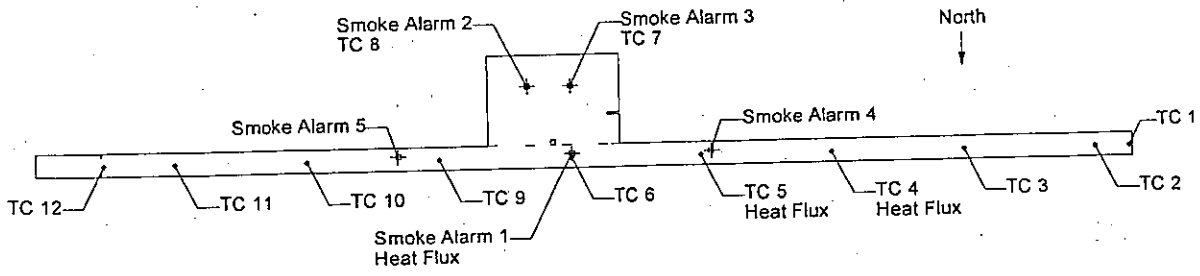 Smoke Alarm 2
TC 8
Smoke Alarm 3
TC 7
North
Smoke Alarm 5
Smoke Alarm 4
TC 1
TC 12
TC 11
TC 10
TC 9
TC 6
TC 5
Heat Flux
TC 4
Heat Flux
TC 3
TC 2
Smoke Alarm 1
Heat Flux